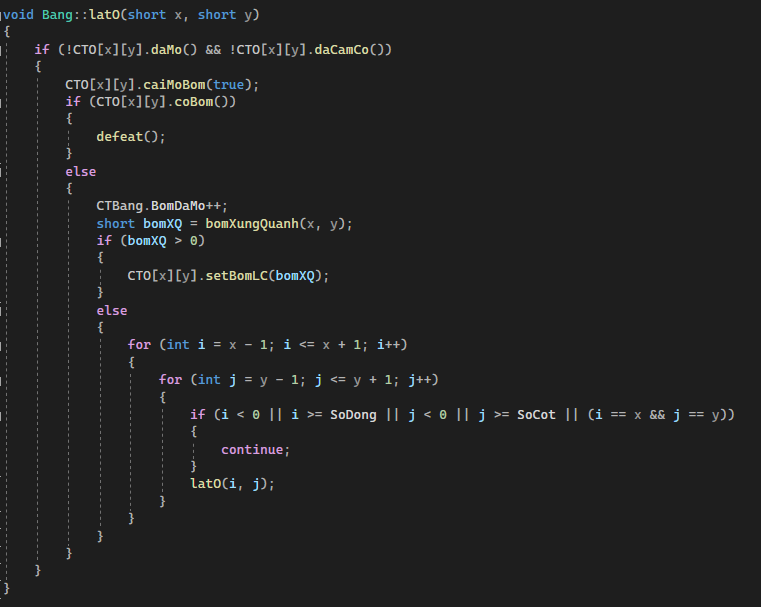 void Bang::latO(short x, short y)
{
    if (!CTO[x][y].daMo() && !CTO[x][y].daCamCo())
    {
        CTO[x][y].caiMoBom(true);
        if (CTO[x][y].coBom())
        {
            defeat();
        }
        else
        {
            CTBang.BomDaMo++;
            short bomXQ = bomXungQuanh(x, y);
            if (bomXQ > 0)
            {
                CTO[x][y].setBomLC(bomXQ);
            }
            else
            {
                for (int i = x - 1; i <= x + 1; i++)
                {
                    for (int j = y - 1; j <= y + 1; j++)
                    {
                        if (i < 0 || i >= SoDong || j < 0 || j >= SoCot || (i == x && j == y))
                        {
                            continue;
                        }
                        latO(i, j);
                    }
                }
            }
        }
    }
}